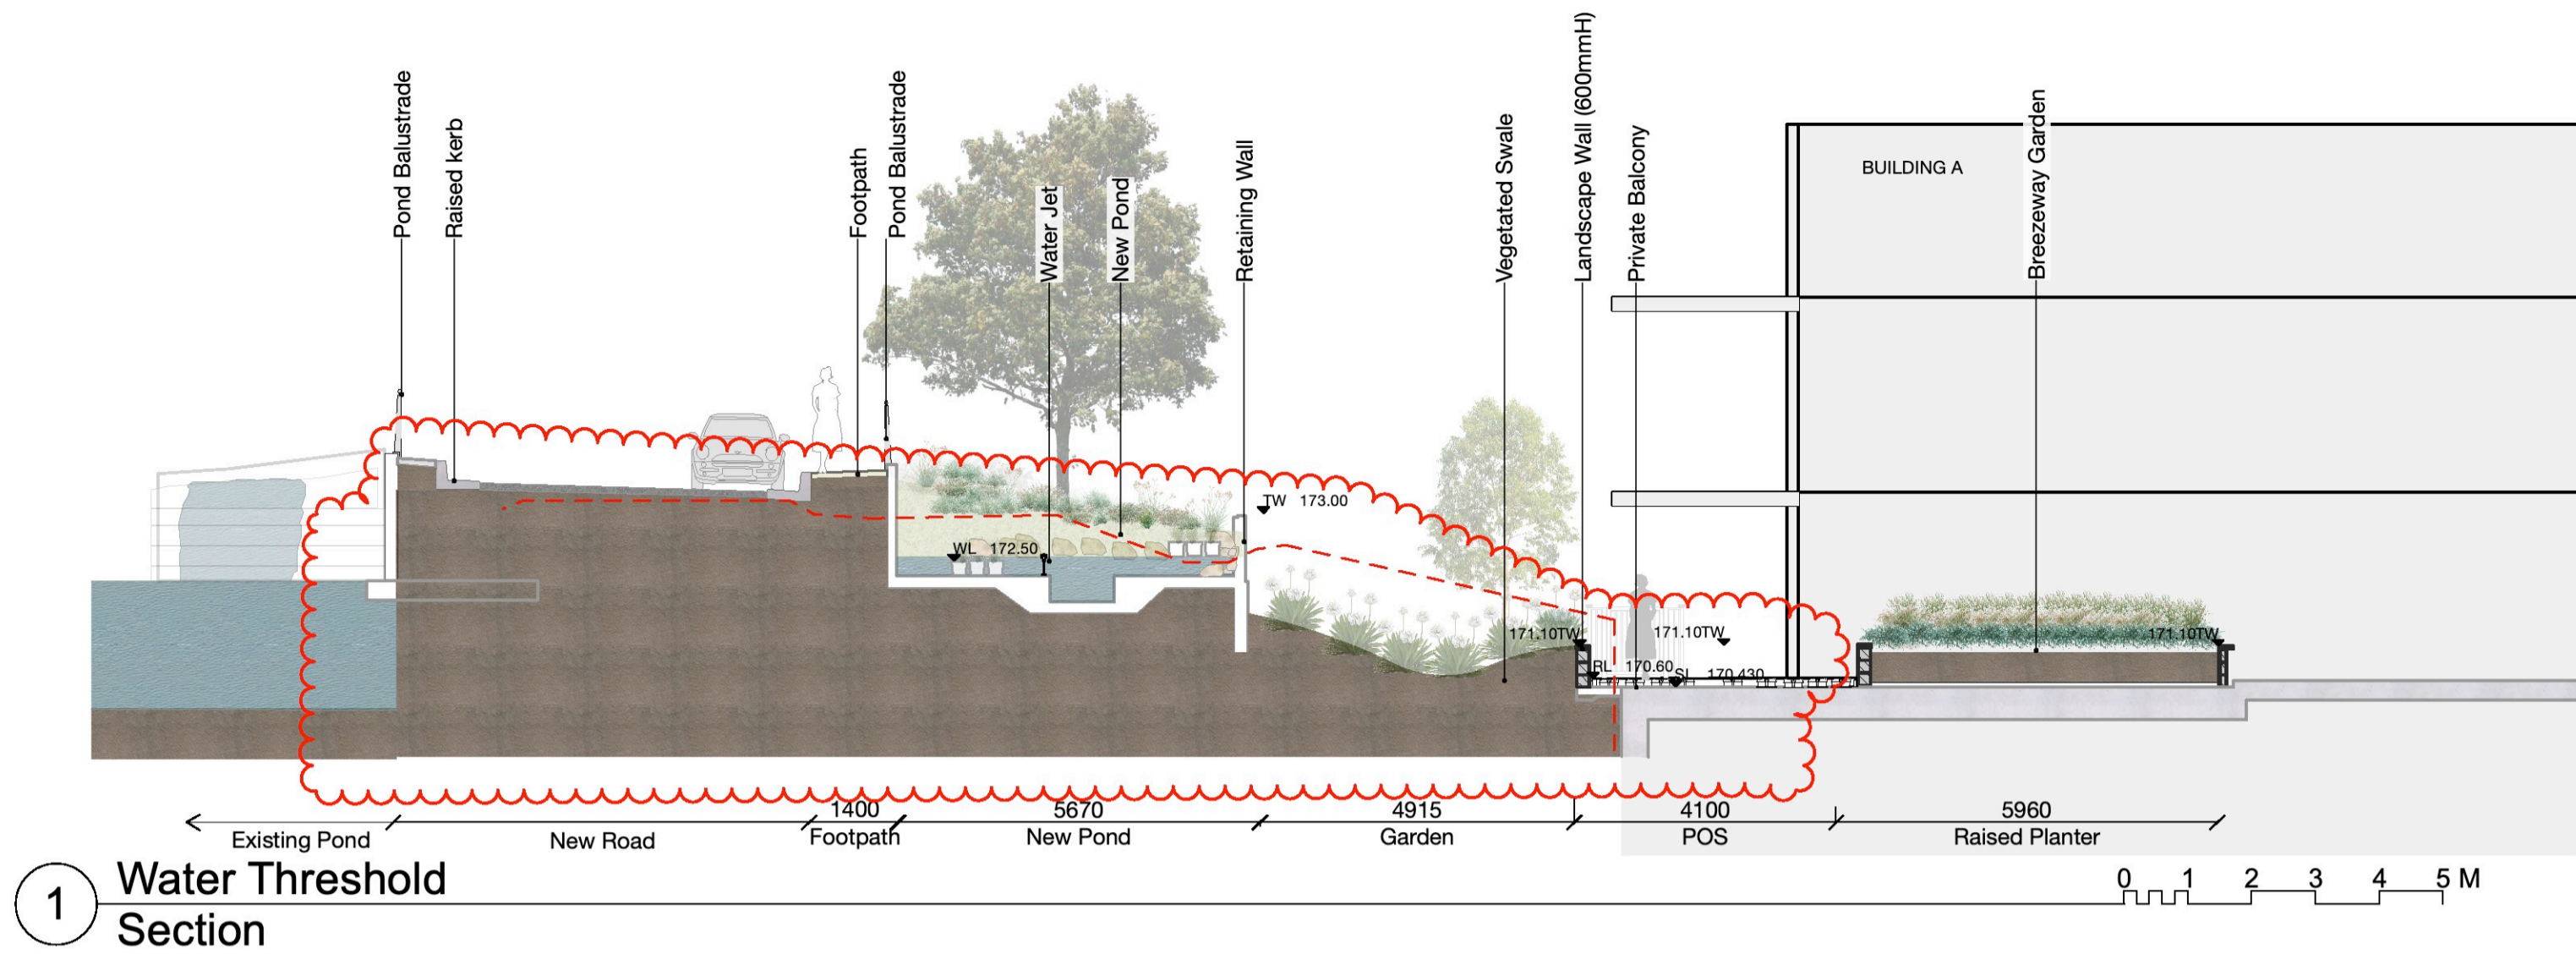 Pond Balustrade
Raised kerb
Footpath
Pond Balustrade
Water Jet
New Pond
Retaining Wall
Vegetated Swale
Landscape Wall (600mmH)
Private Balcony
Breezeway Garden
BUILDING A
TW 173.00
WL 172.50
171.10TW
171.10TW
171.10TW
RL 170.60
SL 170.430
1400
5670
4915
4100
5960
Existing Pond
New Road
Footpath
New Pond
Garden
POS
Raised Planter
1
Water Threshold
Section
0 1 2 3 4 5 M